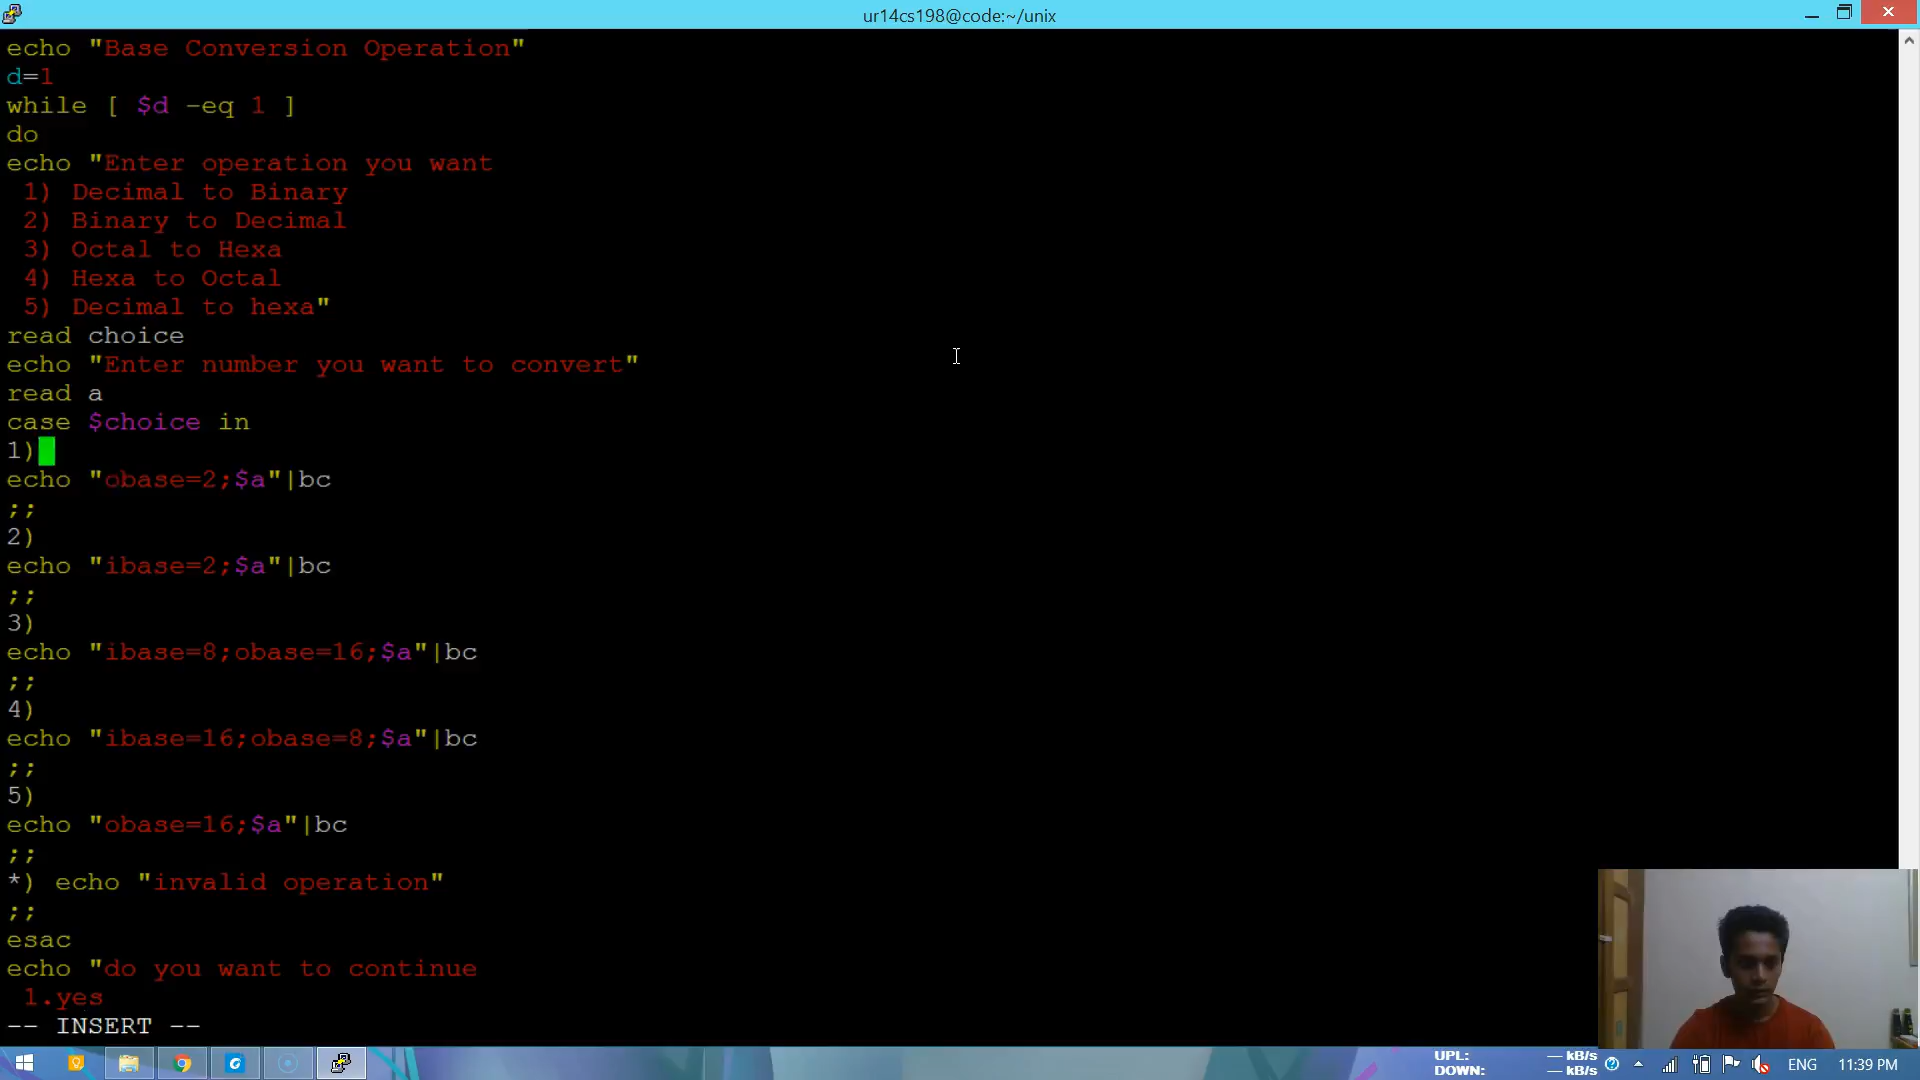 ur14cs198@code:~/unix
echo "Base Conversion Operation"
d=1
while [ $d -eq 1 ]
do
echo "Enter operation you want
 1) Decimal to Binary
 2) Binary to Decimal
 3) Octal to Hexa
 4) Hexa to Octal
 5) Decimal to hexa"
read choice
echo "Enter number you want to convert"
read a
case $choice in
1)
echo "obase=2;$a"|bc
;;
2)
echo "ibase=2;$a"|bc
;;
3)
echo "ibase=8;obase=16;$a"|bc
;;
4)
echo "ibase=16;obase=8;$a"|bc
;;
5)
echo "obase=16;$a"|bc
;;
*) echo "invalid operation"
;;
esac
echo "do you want to continue
 1.yes
-- INSERT --
UPL: — kB/s
DOWN: — kB/s
ENG 11:39 PM